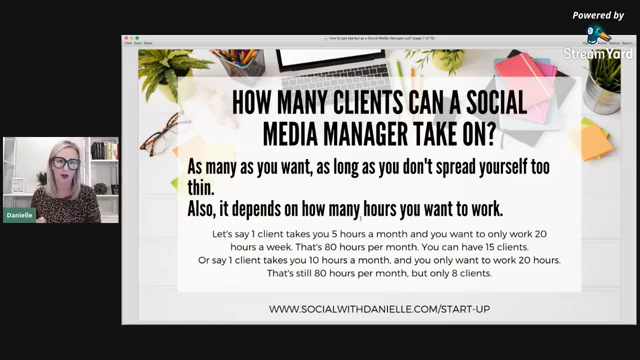 Powered by
StreamYard
HOW MANY CLIENTS CAN A SOCIAL
MEDIA MANAGER TAKE ON?
As many as you want, as long as you don't spread yourself too
thin.
Also, it depends on how many hours you want to work.
Let's say 1 client takes you 5 hours a month and you want to only work 20
hours a week. That's 80 hours per month. You can have 15 clients.
Or say 1 client takes you 10 hours a month, and you only want to work 20 hours.
That's still 80 hours per month, but only 8 clients.
WWW.SOCIALWITHDANIELLE.COM/START-UP
Danielle